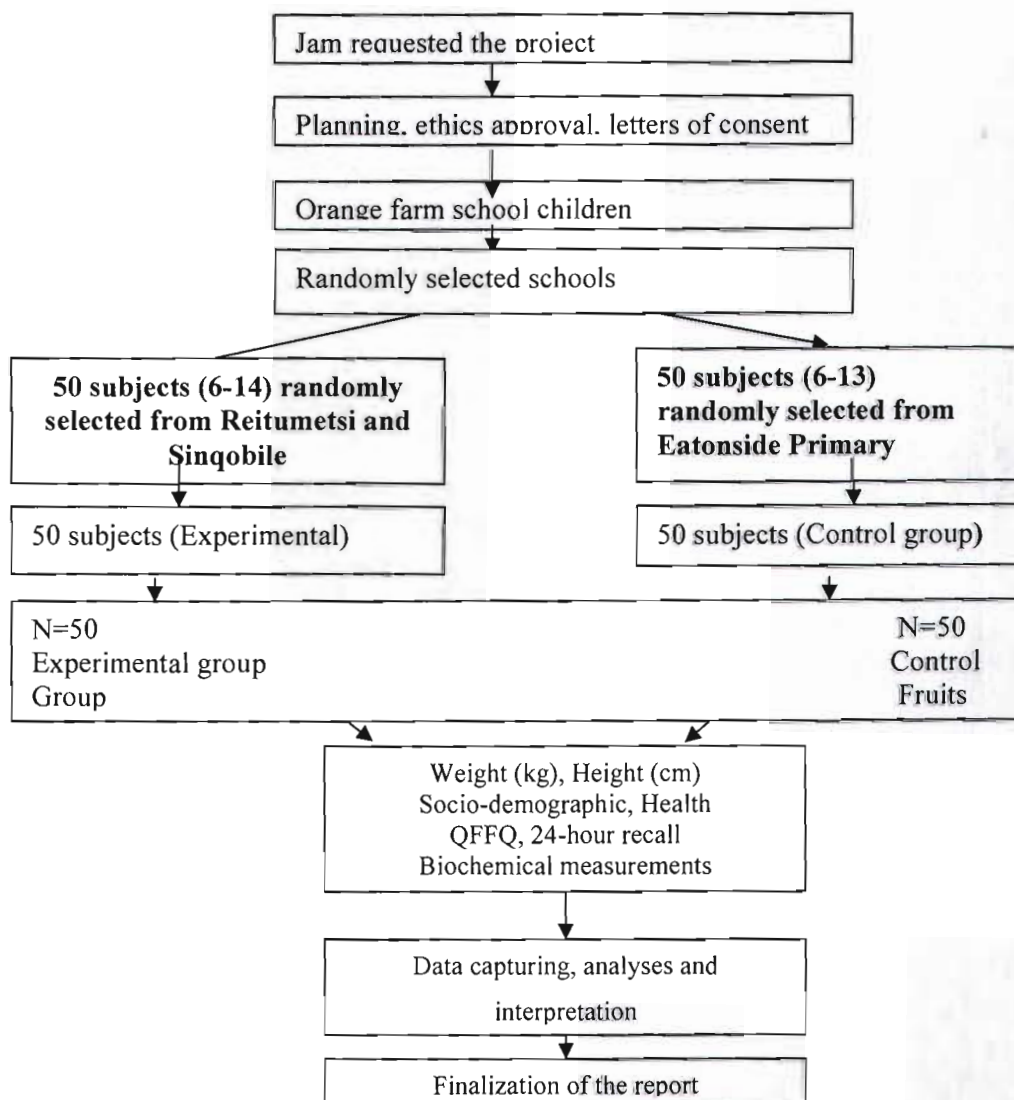 Jam requested the project
Planning, ethics approval, letters of consent
Orange farm school children
Randomly selected schools
50 subjects (6-14) randomly
selected from Reitumetsi and
Sinqobile
50 subjects (6-13)
randomly selected from
Eatonside Primary
50 subjects (Experimental)
50 subjects (Control group)
N=50
Experimental group
Group
N=50
Control
Fruits
Weight (kg), Height (cm)
Socio-demographic, Health
QFFQ, 24-hour recall
Biochemical measurements
Data capturing, analyses and
interpretation
Finalization of the report